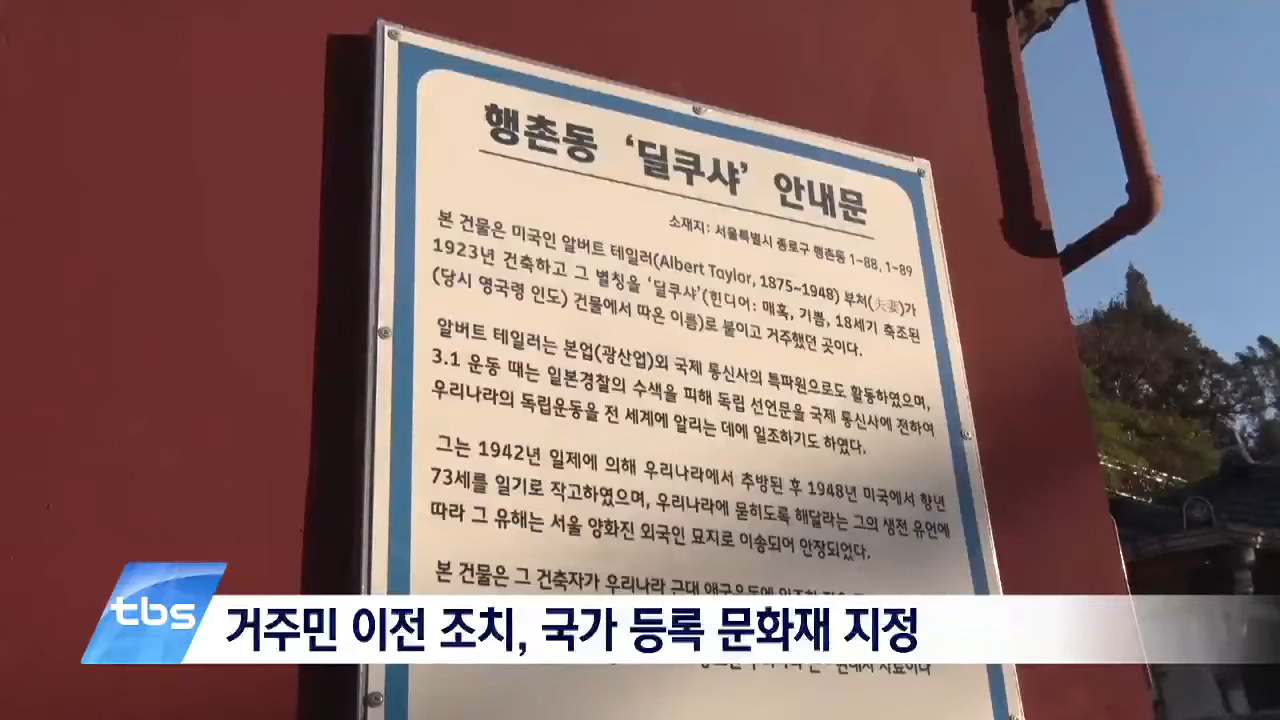 행촌동 '딜쿠샤' 안내문
소재지: 서울특별시 종로구 행촌동 1-88, 1-89
본 건물은 미국인 알버트 테일러(Albert Taylor, 1875~1948) 부처(夫妻)가
1923년 건축하고 그 별칭을 '딜쿠샤'(힌디어: 매혹, 기쁨, 18세기 축조된
(당시 영국령 인도) 건물에서 따온 이름)로 붙이고 거주했던 곳이다.
알버트 테일러는 본업(광산업)외 국제 통신사의 특파원으로도 활동하였으며,
3.1 운동 때는 일본경찰의 수색을 피해 독립 선언문을 국제 통신사에 전하여
우리나라의 독립운동을 전 세계에 알리는 데에 일조하기도 하였다.
그는 1942년 일제에 의해 우리나라에서 추방된 후 1948년 미국에서 향년
73세를 일기로 작고하였으며, 우리나라에 묻히도록 해달라는 그의 생전 유언에
따라 그 유해는 서울 양화진 외국인 묘지로 이송되어 안장되었다.
본 건물은 그 건축자가 우리나라 근대
tbs 거주민 이전 조치, 국가 등록 문화재 지정